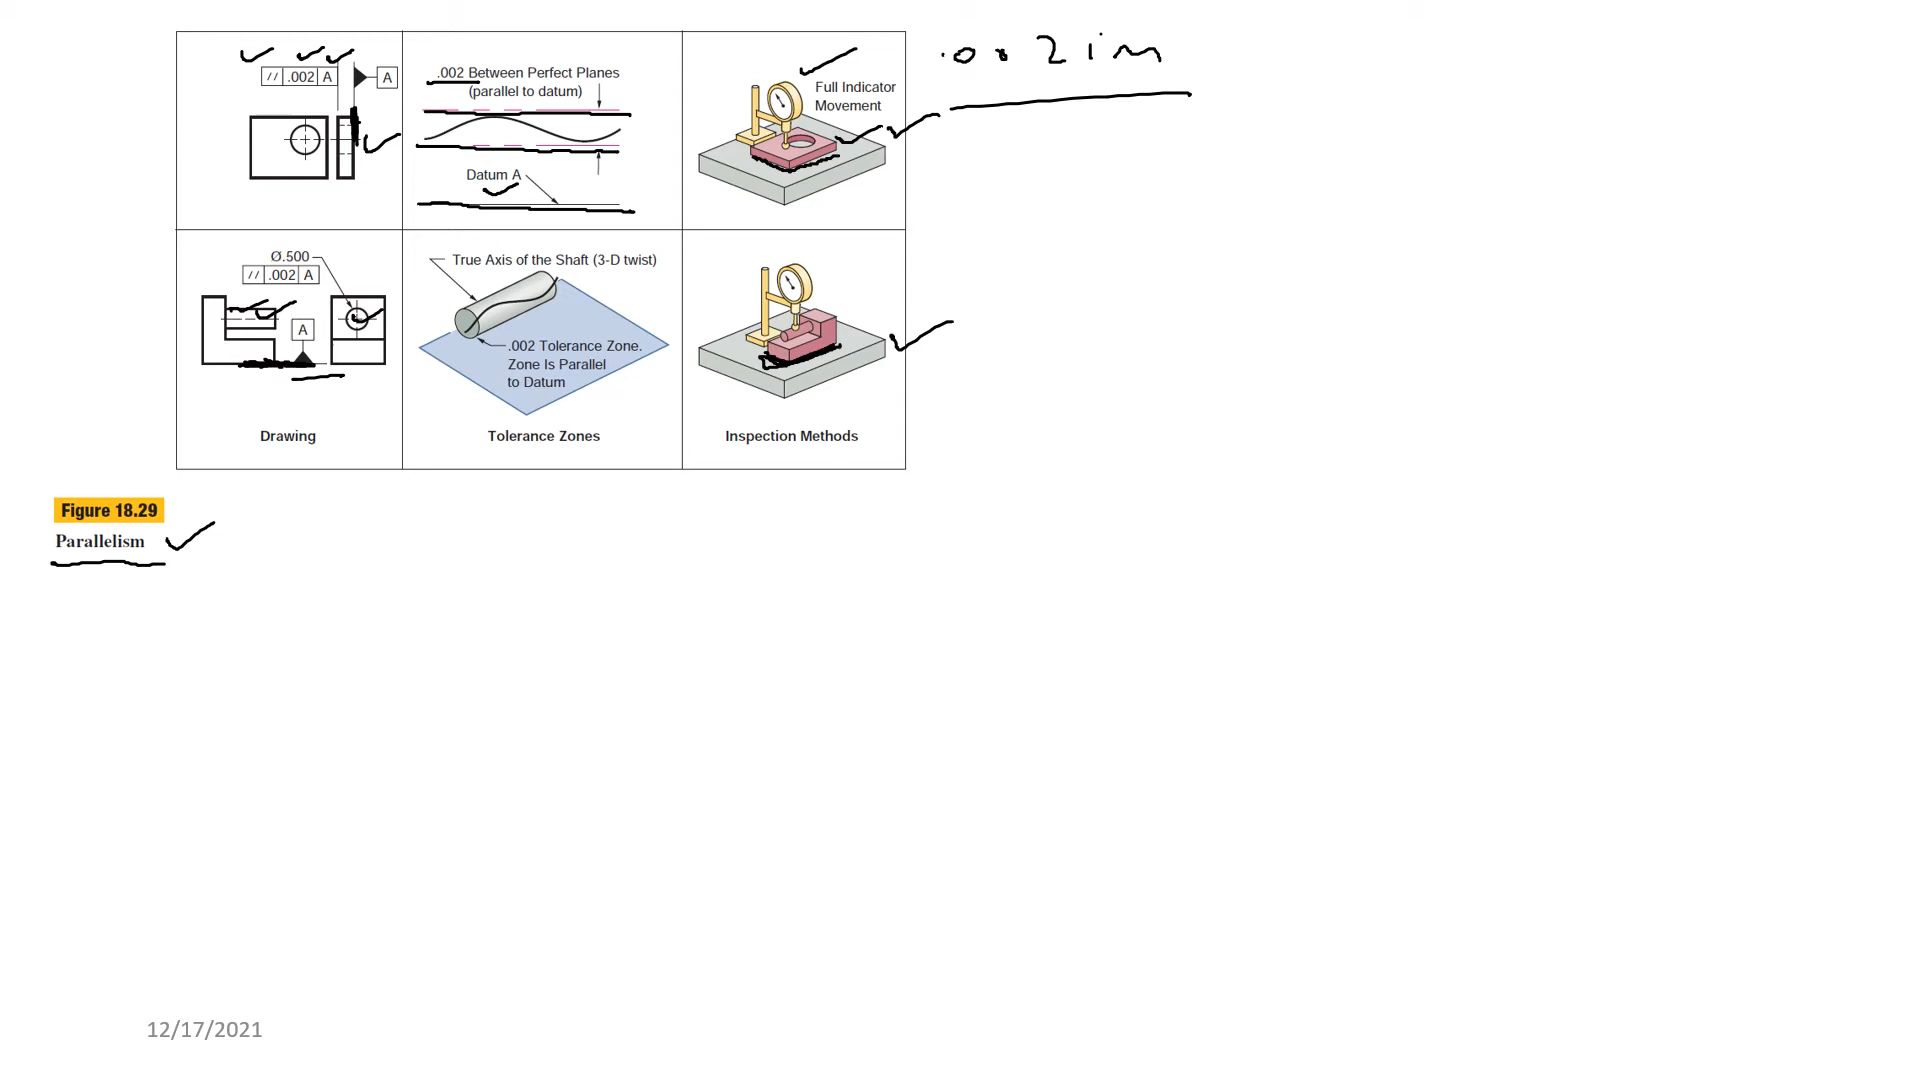 // .002 A
A
.002 Between Perfect Planes
(parallel to datum)
Datum A
Full Indicator
Movement
.002 in
Ø.500
// .002 A
A
True Axis of the Shaft (3-D twist)
.002 Tolerance Zone.
Zone Is Parallel
to Datum
Drawing
Tolerance Zones
Inspection Methods
Figure 18.29
Parallelism
12/17/2021